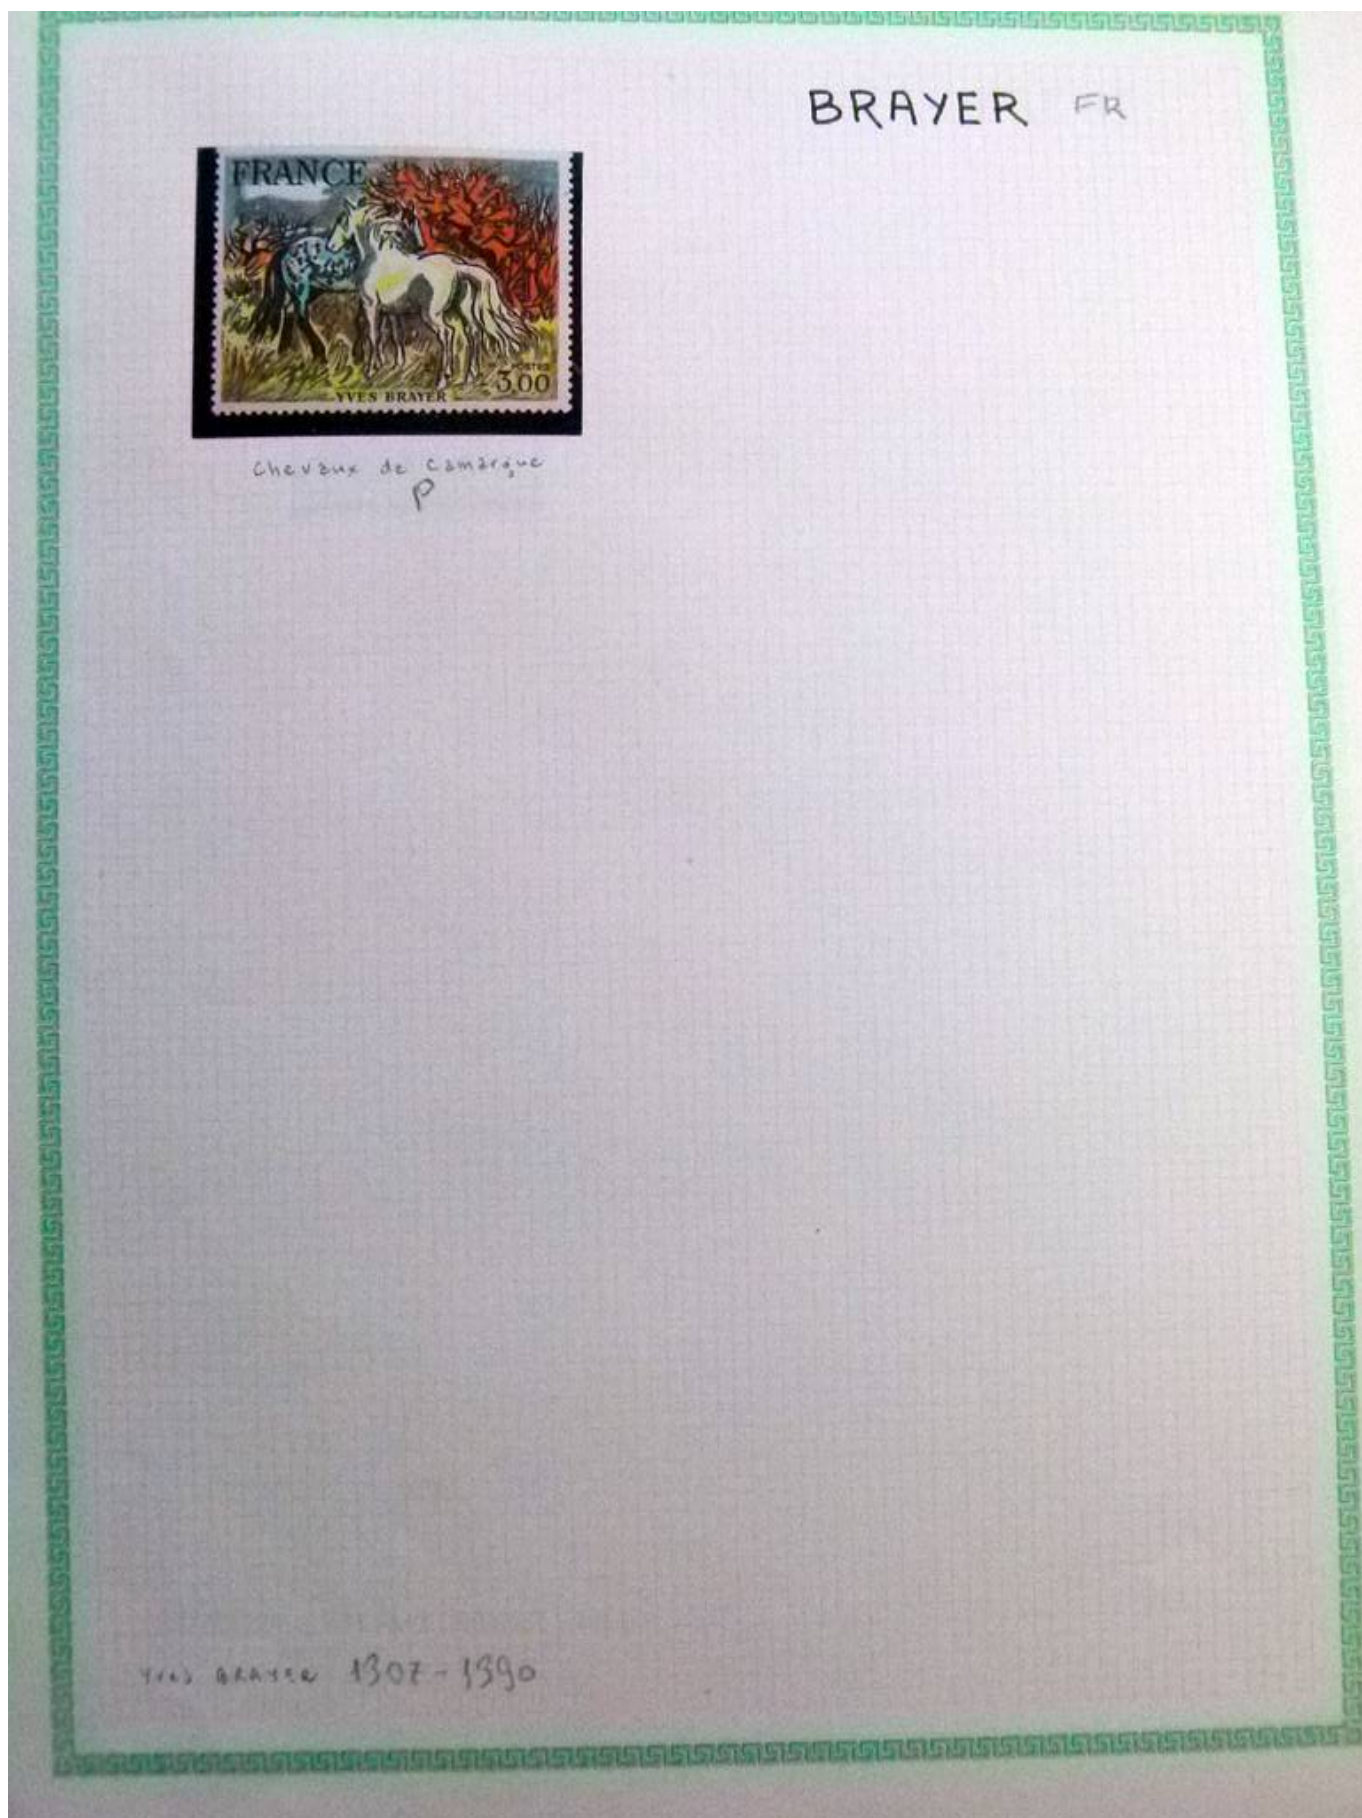 BRAYER FR
FRANCE
POSTES
3,00
YVES BRAYER
Chevaux de Camargue
P
Yves BRAYER 1907-1990